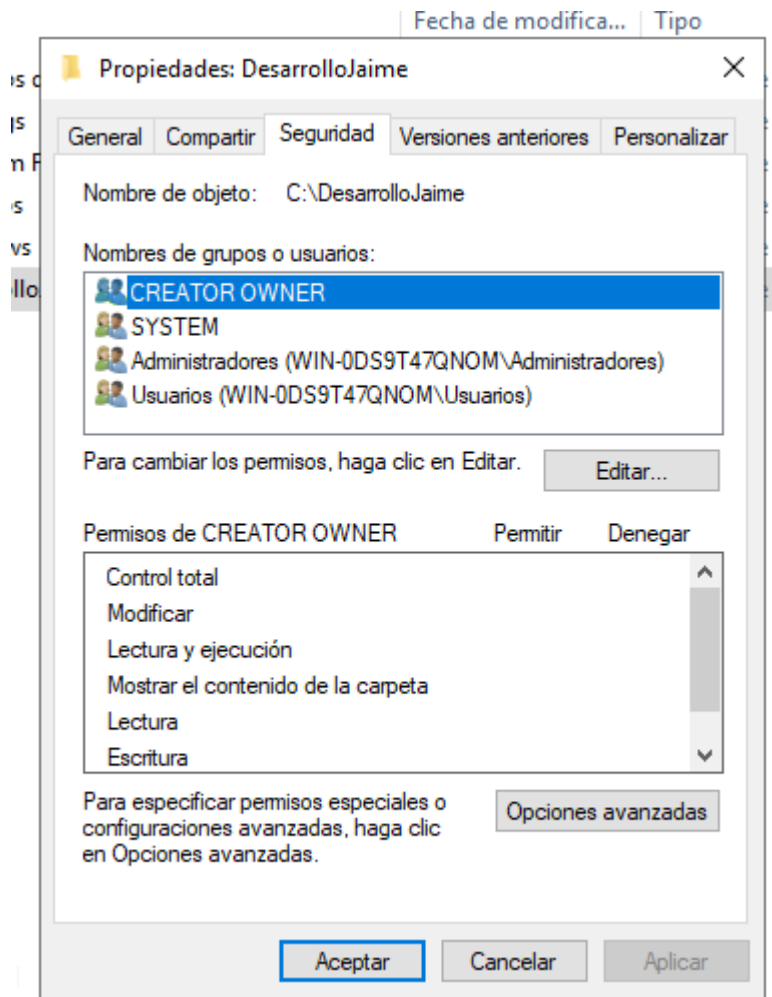 Fecha de modifica... Tipo
Propiedades: DesarrolloJaime
General Compartir Seguridad Versiones anteriores Personalizar
Nombre de objeto: C:\DesarrolloJaime
Nombres de grupos o usuarios:
CREATOR OWNER
SYSTEM
Administradores (WIN-0DS9T47QNOM\Administradores)
Usuarios (WIN-0DS9T47QNOM\Usuarios)
Para cambiar los permisos, haga clic en Editar. Editar...
Permisos de CREATOR OWNER Permitir Denegar
Control total
Modificar
Lectura y ejecución
Mostrar el contenido de la carpeta
Lectura
Escritura
Para especificar permisos especiales o
configuraciones avanzadas, haga clic
en Opciones avanzadas.
Opciones avanzadas
Aceptar Cancelar Aplicar